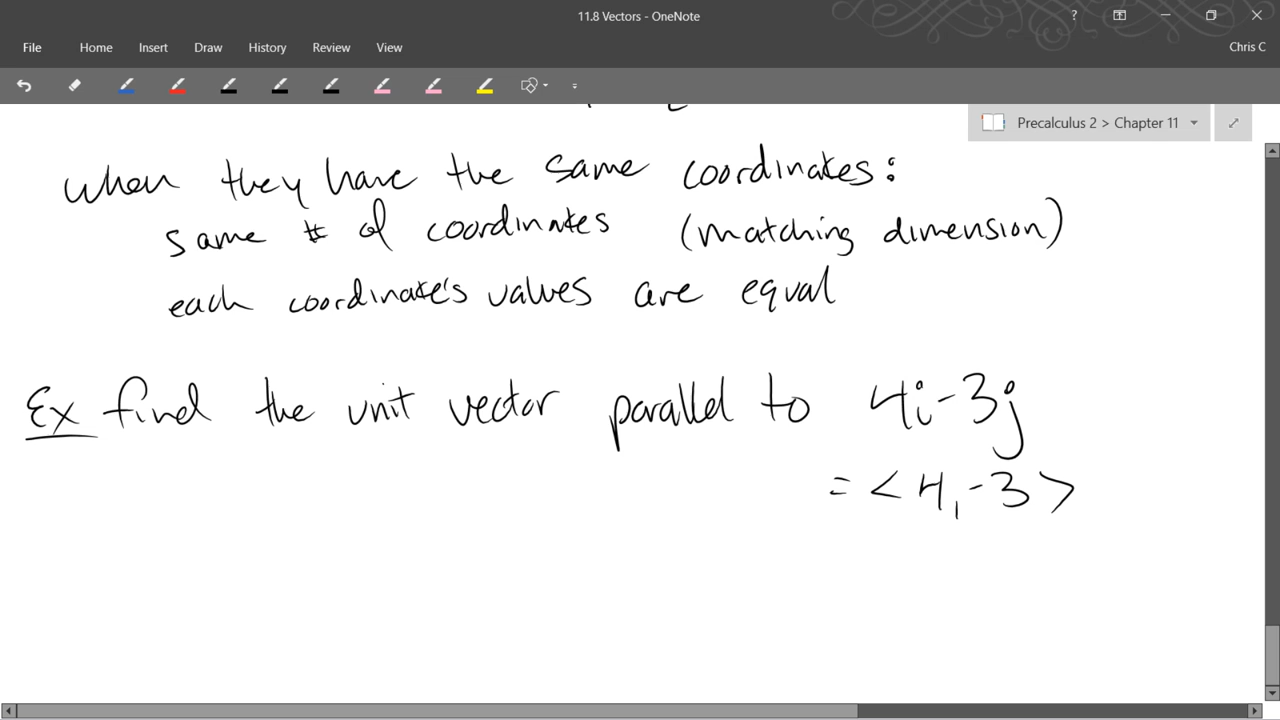 11.8 Vectors - OneNote
?
File Home Insert Draw History Review View
Chris C
Precalculus 2 > Chapter 11
when they have the same coordinates:
same # of coordinates (matching dimension)
each coordinate's values are equal
Ex find the unit vector parallel to 4i-3j
= <4,-3>